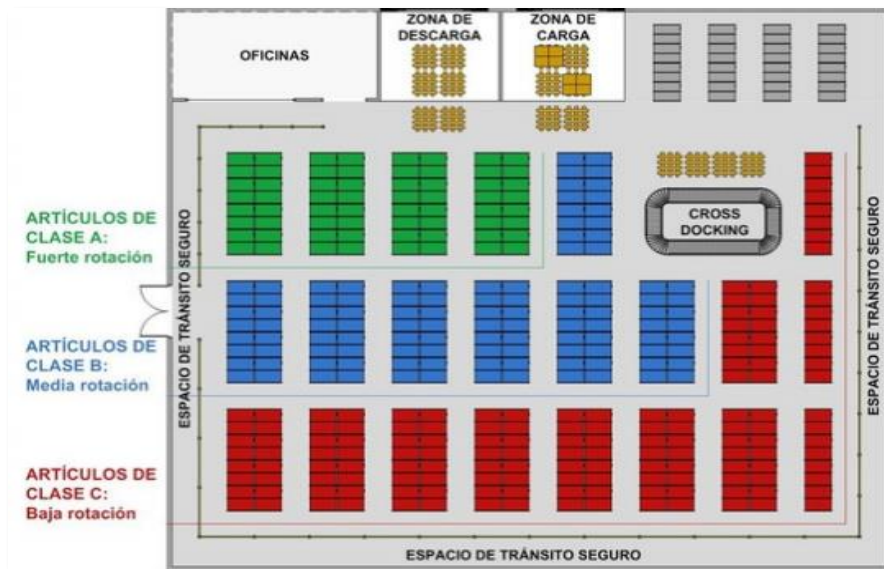 OFICINAS
ZONA DE
DESCARGA
ZONA DE
CARGA
ARTÍCULOS DE
CLASE A:
Fuerte rotación
CROSS
DOCKING
ARTÍCULOS DE
CLASE B:
Media rotación
ARTÍCULOS DE
CLASE C:
Baja rotación
ESPACIO DE TRÁNSITO SEGURO
ESPACIO DE TRÁNSITO SEGURO
ESPACIO DE TRÁNSITO SEGURO